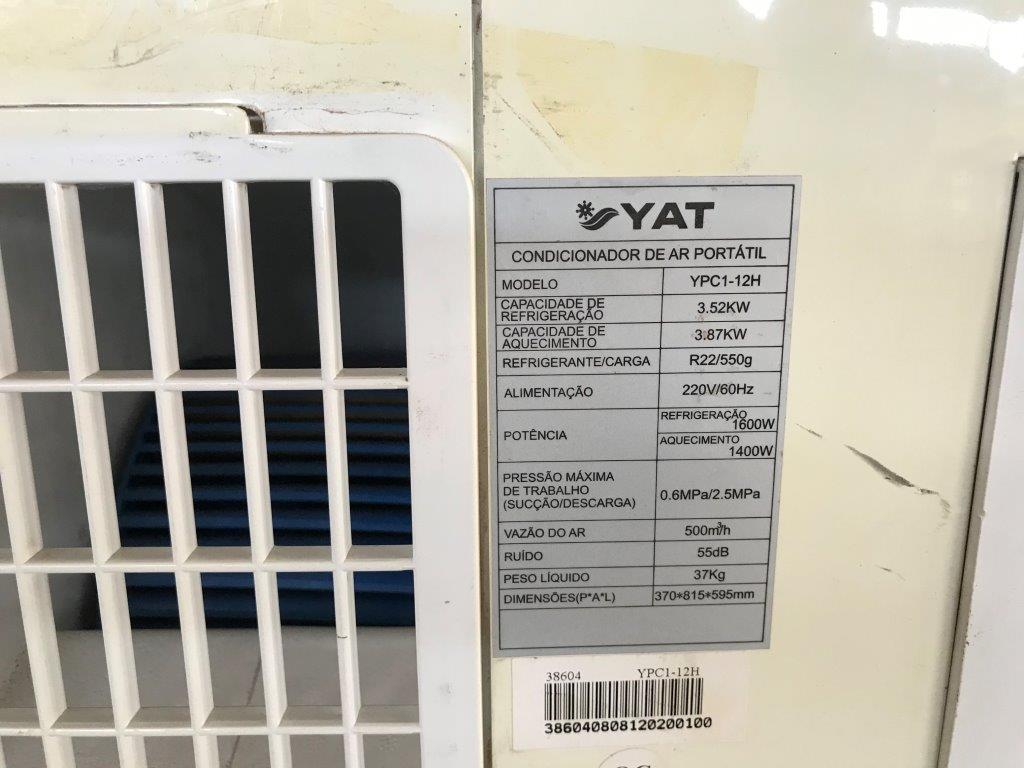 YAT
CONDICIONADOR DE AR PORTÁTIL
MODELO YPC1-12H
CAPACIDADE DE
REFRIGERAÇÃO 3.52KW
CAPACIDADE DE
AQUECIMENTO 3.87KW
REFRIGERANTE/CARGA R22/550g
ALIMENTAÇÃO 220V/60Hz
POTÊNCIA
REFRIGERAÇÃO
1600W
AQUECIMENTO
1400W
PRESSÃO MÁXIMA
DE TRABALHO
(SUCÇÃO/DESCARGA) 0.6MPa/2.5MPa
VAZÃO DO AR 500m³/h
RUÍDO 55dB
PESO LÍQUIDO 37Kg
DIMENSÕES(P*A*L) 370*815*595mm
38604 YPC1-12H
386040808120200100